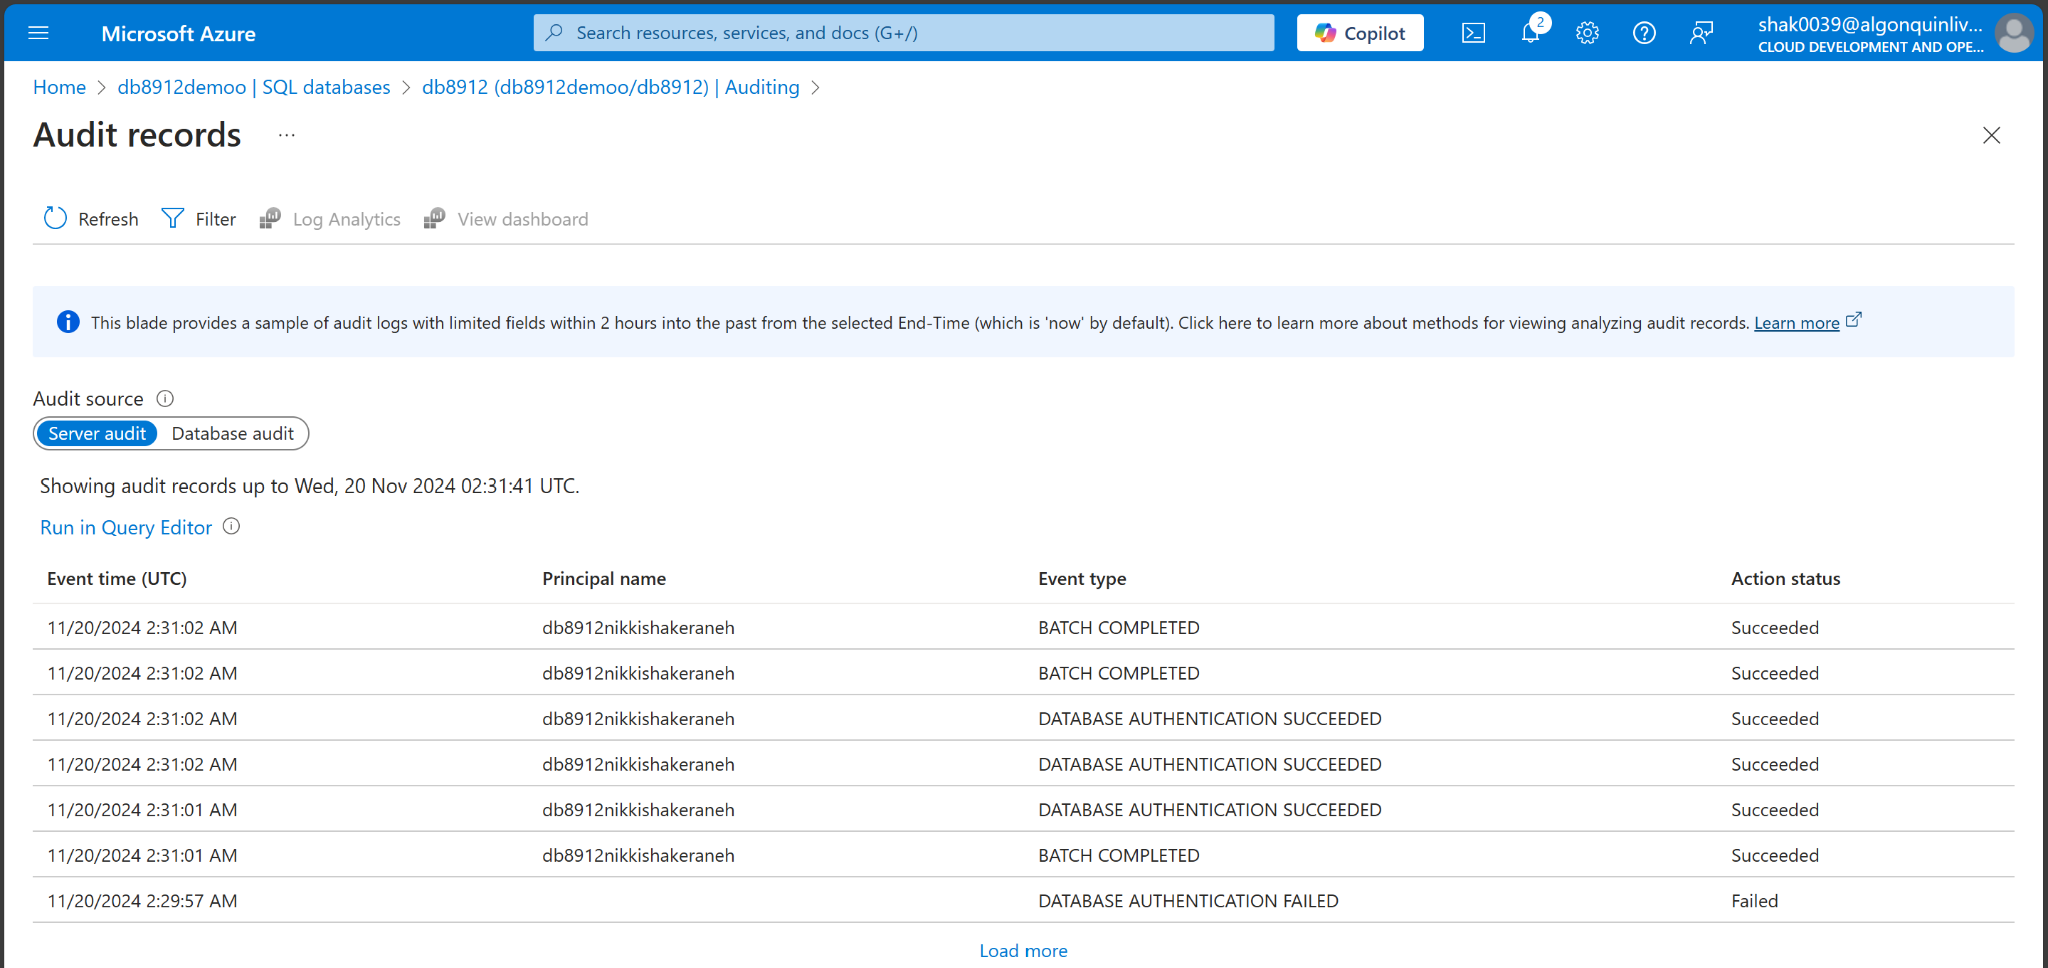 Microsoft Azure
Search resources, services, and docs (G+/)
Copilot
2
shak0039@algonquinliv...
CLOUD DEVELOPMENT AND OPE...
Home > db8912demoo | SQL databases > db8912 (db8912demoo/db8912) | Auditing >
Audit records ...
Refresh Filter Log Analytics View dashboard
This blade provides a sample of audit logs with limited fields within 2 hours into the past from the selected End-Time (which is 'now' by default). Click here to learn more about methods for viewing analyzing audit records. Learn more
Audit source
Server audit Database audit
Showing audit records up to Wed, 20 Nov 2024 02:31:41 UTC.
Run in Query Editor
Event time (UTC) Principal name Event type Action status
11/20/2024 2:31:02 AM db8912nikkishakeraneh BATCH COMPLETED Succeeded
11/20/2024 2:31:02 AM db8912nikkishakeraneh BATCH COMPLETED Succeeded
11/20/2024 2:31:02 AM db8912nikkishakeraneh DATABASE AUTHENTICATION SUCCEEDED Succeeded
11/20/2024 2:31:02 AM db8912nikkishakeraneh DATABASE AUTHENTICATION SUCCEEDED Succeeded
11/20/2024 2:31:01 AM db8912nikkishakeraneh DATABASE AUTHENTICATION SUCCEEDED Succeeded
11/20/2024 2:31:01 AM db8912nikkishakeraneh BATCH COMPLETED Succeeded
11/20/2024 2:29:57 AM DATABASE AUTHENTICATION FAILED Failed
Load more